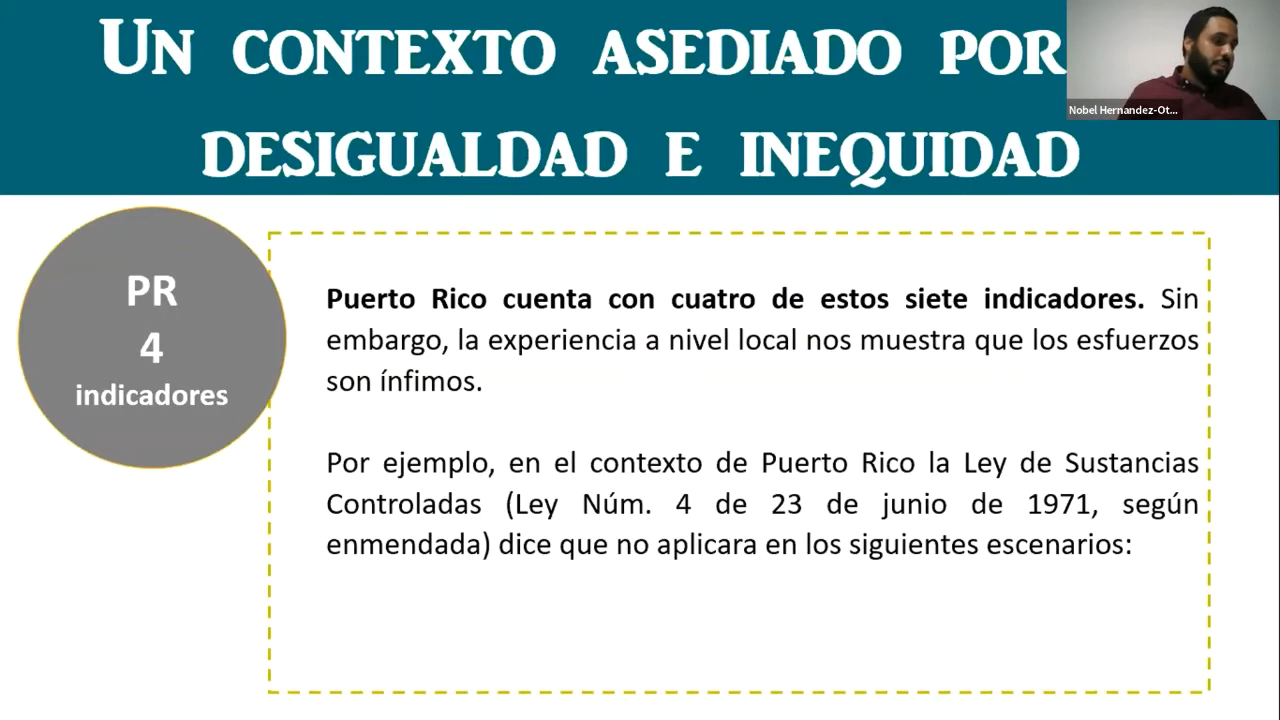 UN CONTEXTO ASEDIADO POR
DESIGUALDAD E INEQUIDAD
Nobel Hernandez-Ot...
PR
4
indicadores
Puerto Rico cuenta con cuatro de estos siete indicadores. Sin
embargo, la experiencia a nivel local nos muestra que los esfuerzos
son ínfimos.
Por ejemplo, en el contexto de Puerto Rico la Ley de Sustancias
Controladas (Ley Núm. 4 de 23 de junio de 1971, según
enmendada) dice que no aplicara en los siguientes escenarios: